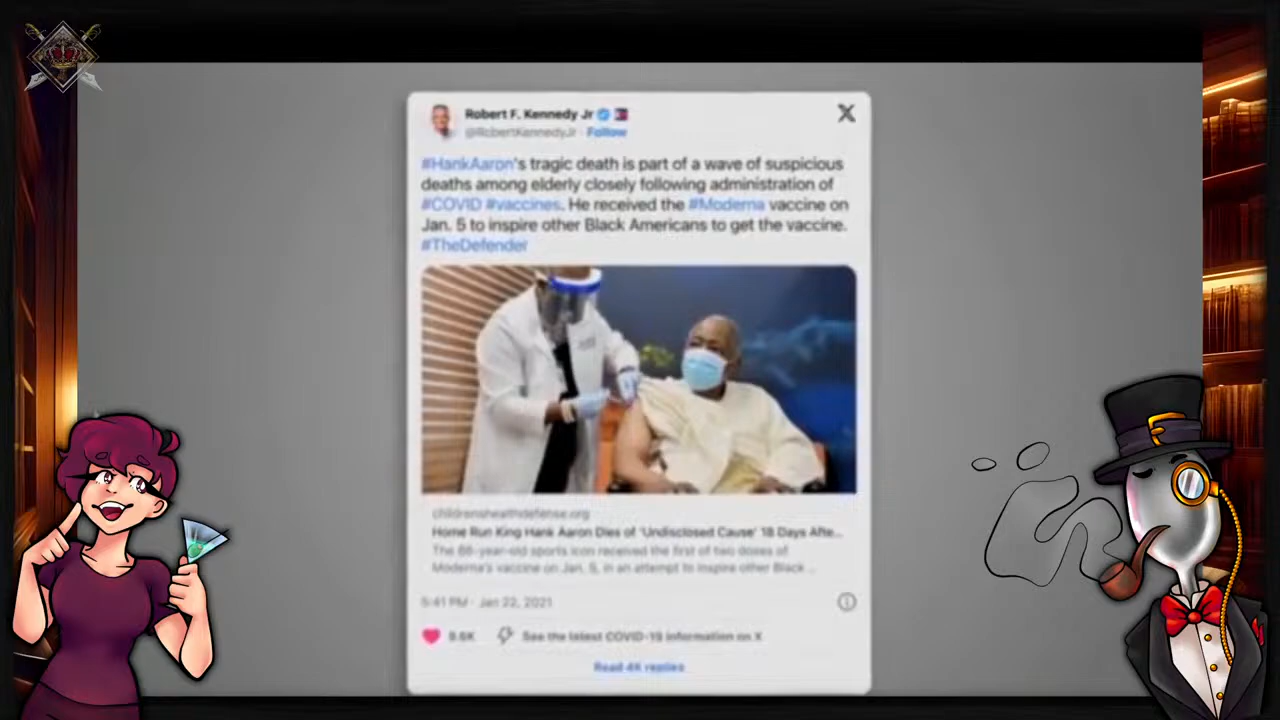 Robert F. Kennedy Jr
@RobertKennedyJr · Follow
X
#HankAaron's tragic death is part of a wave of suspicious
deaths among elderly closely following administration of
#COVID #vaccines. He received the #Moderna vaccine on
Jan. 5 to inspire other Black Americans to get the vaccine.
#TheDefender
childrenshealthdefense.org
Home Run King Hank Aaron Dies of 'Undisclosed Cause' 18 Days Afte...
The 86-year-old sports icon received the first of two doses of
Moderna's vaccine on Jan. 5, in an attempt to inspire other Black ...
5:41 PM · Jan 22, 2021
See the latest COVID-19 information on X
Read 4K replies